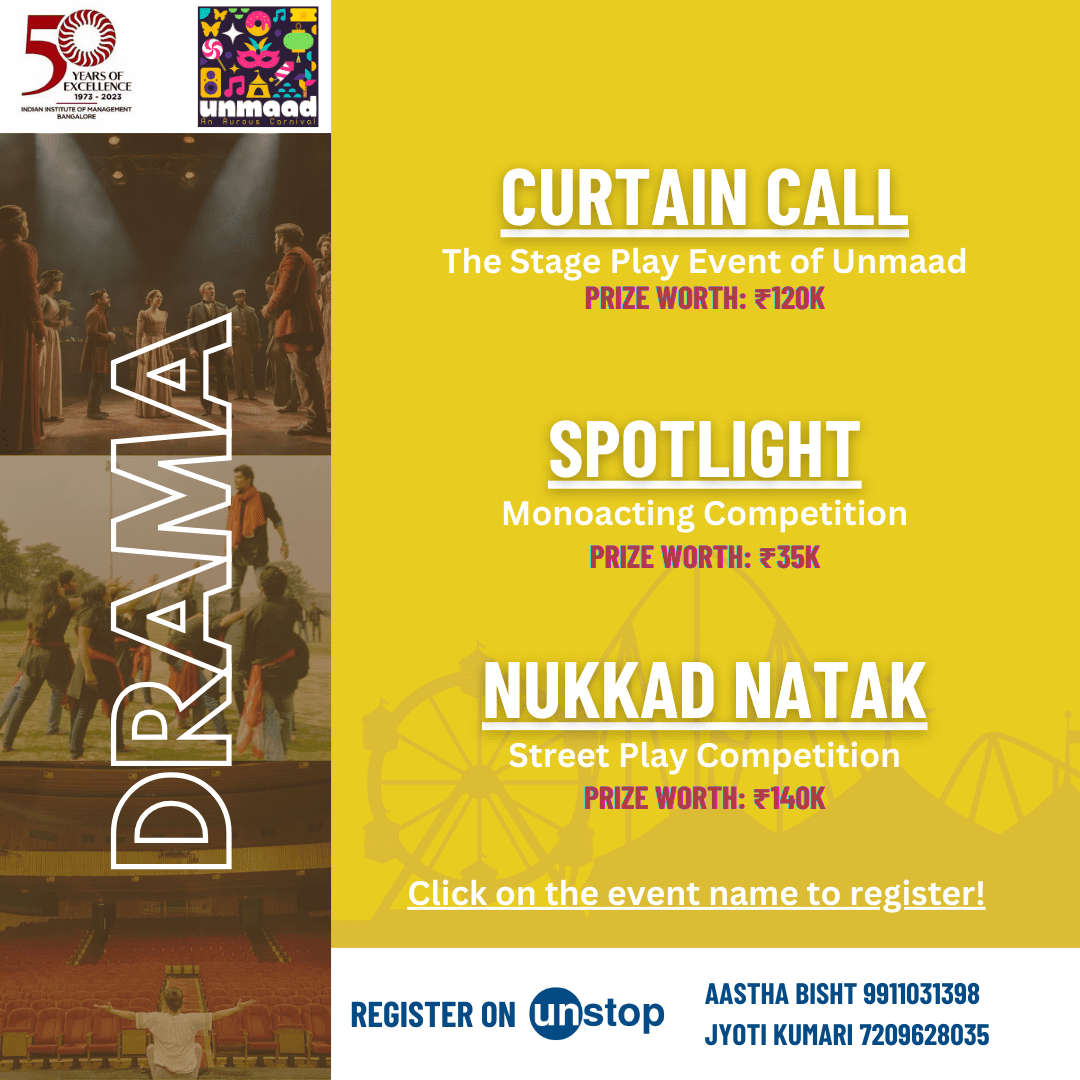 50
YEARS OF
EXCELLENCE
1973 - 2023
INDIAN INSTITUTE OF MANAGEMENT
BANGALORE
unmaad
An Aurous Carnival
DRAMA
CURTAIN CALL
The Stage Play Event of Unmaad
PRIZE WORTH: ₹120K
SPOTLIGHT
Monoacting Competition
PRIZE WORTH: ₹35K
NUKKAD NATAK
Street Play Competition
PRIZE WORTH: ₹140K
Click on the event name to register!
REGISTER ON unstop
AASTHA BISHT 9911031398
JYOTI KUMARI 7209628035